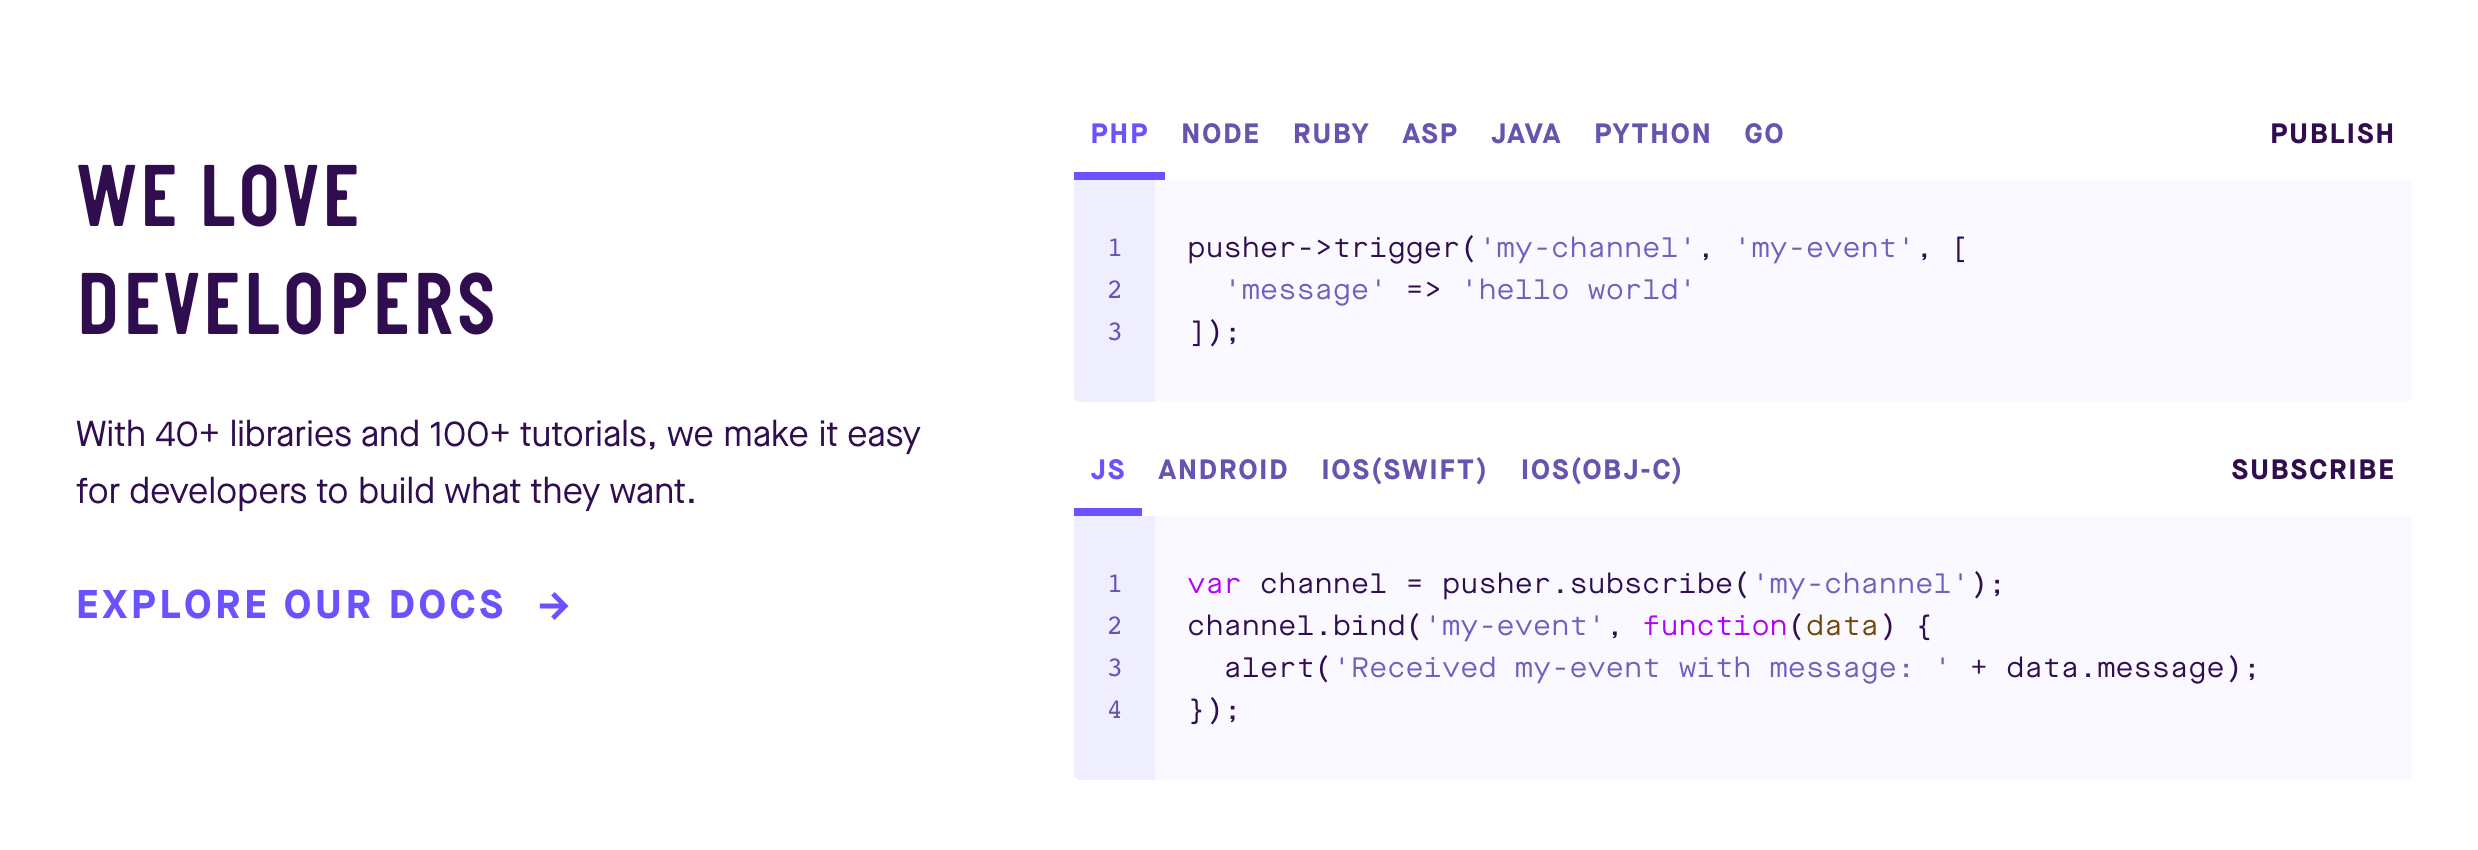 WE LOVE
DEVELOPERS
With 40+ libraries and 100+ tutorials, we make it easy
for developers to build what they want.
EXPLORE OUR DOCS →
PHP NODE RUBY ASP JAVA PYTHON GO PUBLISH
1 pusher->trigger('my-channel', 'my-event', [
2   'message' => 'hello world'
3 ]);
JS ANDROID IOS(SWIFT) IOS(OBJ-C) SUBSCRIBE
1 var channel = pusher.subscribe('my-channel');
2 channel.bind('my-event', function(data) {
3   alert('Received my-event with message: ' + data.message);
4 });